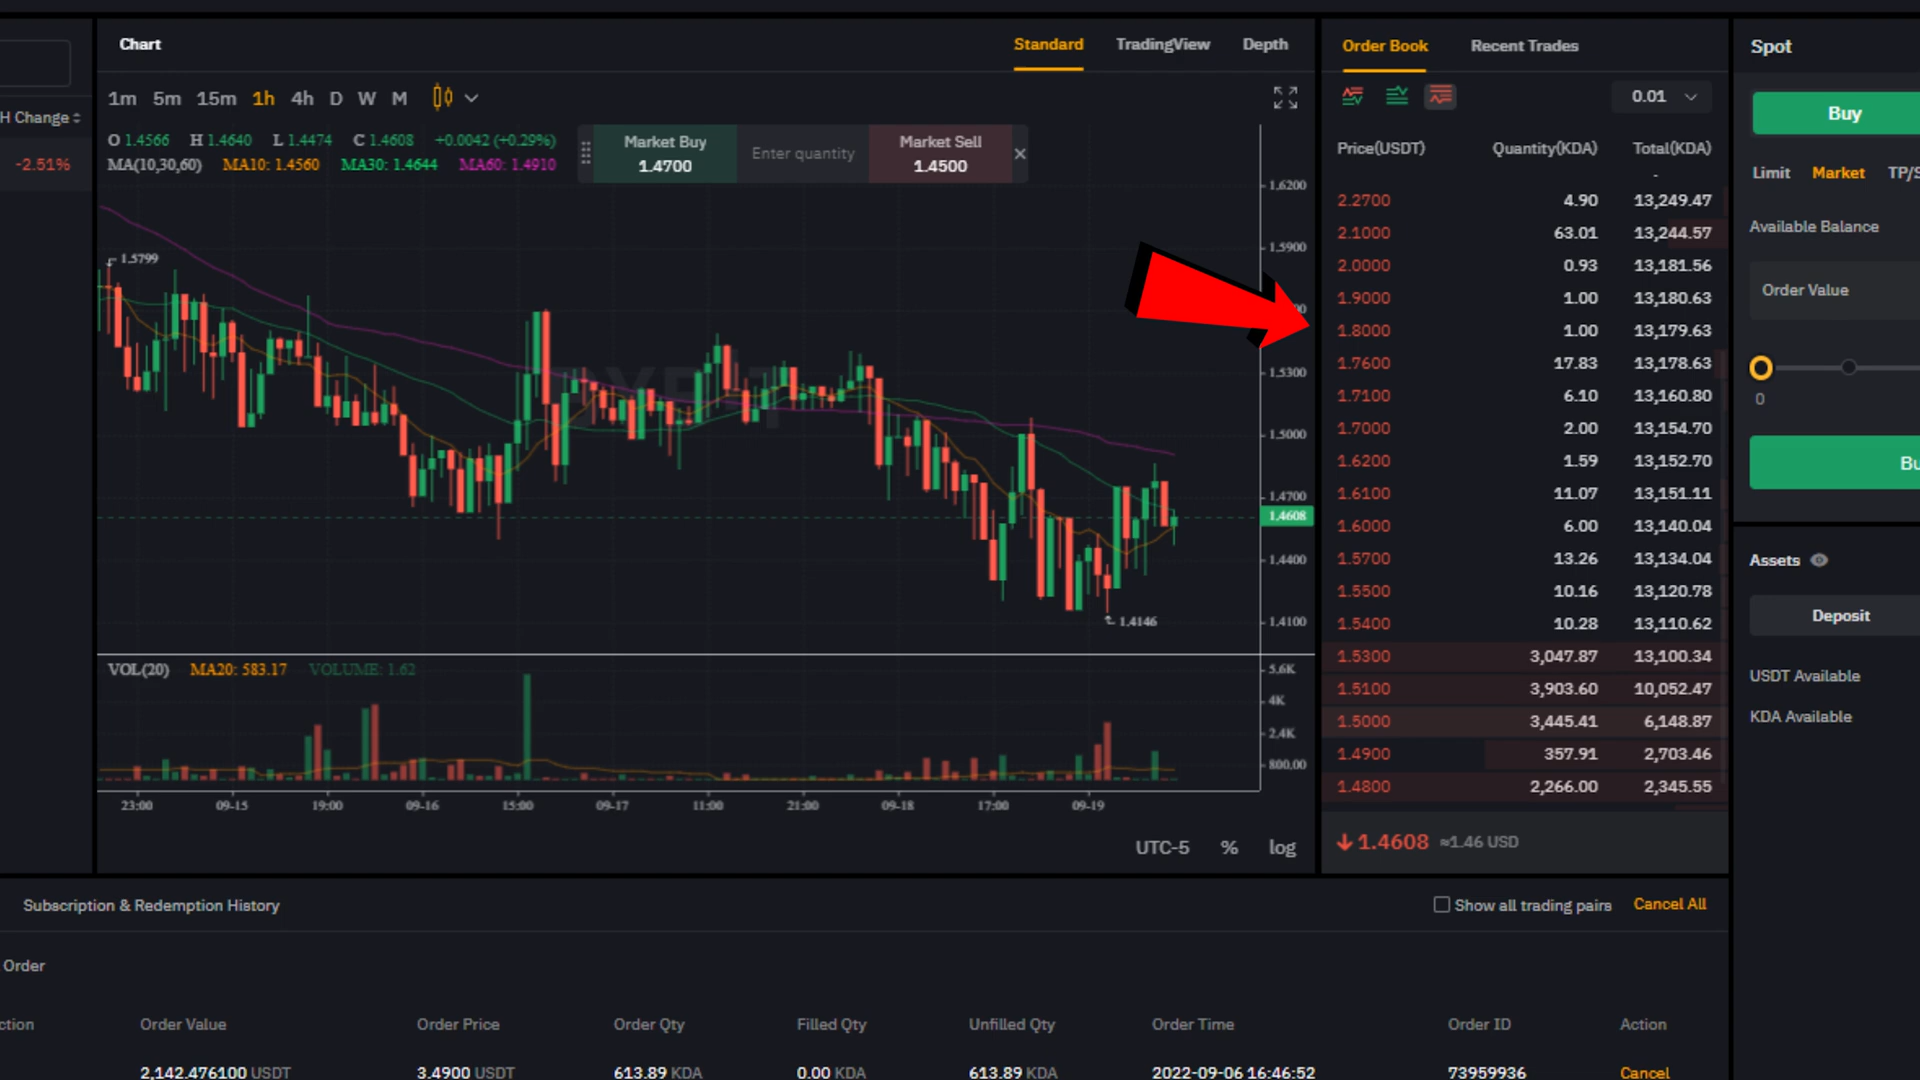 Chart
Standard TradingView Depth
Order Book Recent Trades
Spot
1m 5m 15m 1h 4h D W M
0.01
Buy
H Change
-2.51%
O 1.4566 H 1.4640 L 1.4474 C 1.4608 +0.0042 (+0.29%)
MA(10,30,60) MA10: 1.4560 MA30: 1.4644 MA60: 1.4910
Market Buy
1.4700
Enter quantity
Market Sell
1.4500
Price(USDT) Quantity(KDA) Total(KDA)
2.2700 4.90 13,249.47
2.1000 63.01 13,244.57
2.0000 0.93 13,181.56
1.9000 1.00 13,180.63
1.8000 1.00 13,179.63
1.7600 17.83 13,178.63
1.7100 6.10 13,160.80
1.7000 2.00 13,154.70
1.6200 1.59 13,152.70
1.6100 11.07 13,151.11
1.6000 6.00 13,140.04
1.5700 13.26 13,134.04
1.5500 10.16 13,120.78
1.5400 10.28 13,110.62
1.5300 3,047.87 13,100.34
1.5100 3,903.60 10,052.47
1.5000 3,445.41 6,148.87
1.4900 357.91 2,703.46
1.4800 2,266.00 2,345.55
1.4608 ≈1.46 USD
Limit Market TP/S
Available Balance
Order Value
0
Bu
Assets
Deposit
USDT Available
KDA Available
1.5799
1.4146
1.6200
1.5900
1.5300
1.5000
1.4700
1.4608
1.4400
1.4100
VOL(20) MA20: 583.17 VOLUME: 1.62
5.6K
4K
2.4K
800.00
23:00 09-15 19:00 09-16 15:00 09-17 11:00 21:00 09-18 17:00 09-19
UTC-5 % log
Subscription & Redemption History
Show all trading pairs Cancel All
Order
ction Order Value Order Price Order Qty Filled Qty Unfilled Qty Order Time Order ID Action
2,142.476100 USDT 3.4900 USDT 613.89 KDA 0.00 KDA 613.89 KDA 2022-09-06 16:46:52 73959936 Cancel